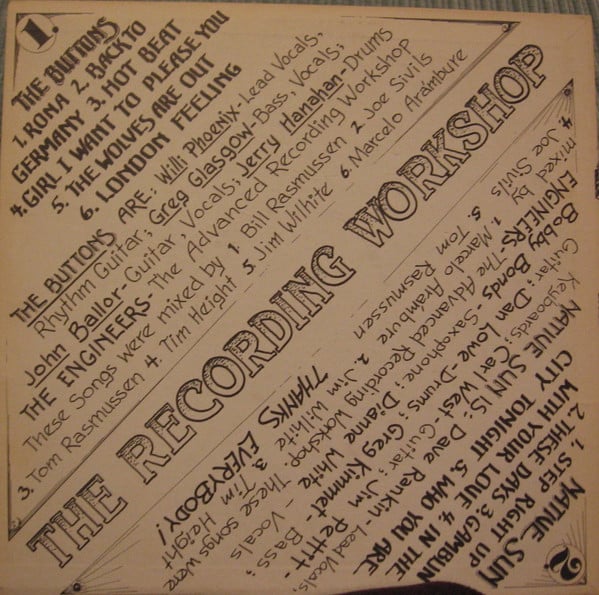 1.
THE BUTTONS
1. RONA 2. BACK TO
GERMANY 3. HOT BEAT
4. GIRL I WANT TO PLEASE YOU
5. THE WOLVES ARE OUT
6. LONDON FEELING
THE BUTTONS ARE: Willi Phoenix-Lead Vocals,
Rhythm Guitar; Greg Glasgow-Bass, Vocals;
John Ballor-Guitar, Vocals; Jerry Hanahan-Drums
THE ENGINEERS-The Advanced Recording Workshop
These Songs were mixed by 1. Bill Rasmussen 2. Joe Sivils
3. Tom Rasmussen 4. Tim Height 5. Jim Wilhite 6. Marcelo Arámbure
THE RECORDING WORKSHOP
2
NATIVE SUN
1. STEP RIGHT UP
2. THESE DAYS 3. GAMBLIN
WITH YOUR LOVE 4. IN THE
CITY TONIGHT 5. WHO YOU ARE
NATIVE SUN IS: Dave Rankin-Lead Vocals,
Keyboards; Carl West-Guitar; Jim
Guitar; Dan Lowe-Drums; Greg Kimmet-Bass;
Bobby Bonds-Saxophone; Dianne White-Vocals
ENGINEERS-The Advanced Recording Workshop. These songs were
mixed by 1. Marcelo Arámbure 2. Jim Wilhite 3. Tim Height
4. Joe Sivils 5. Tom Rasmussen
THANKS EVERYBODY!